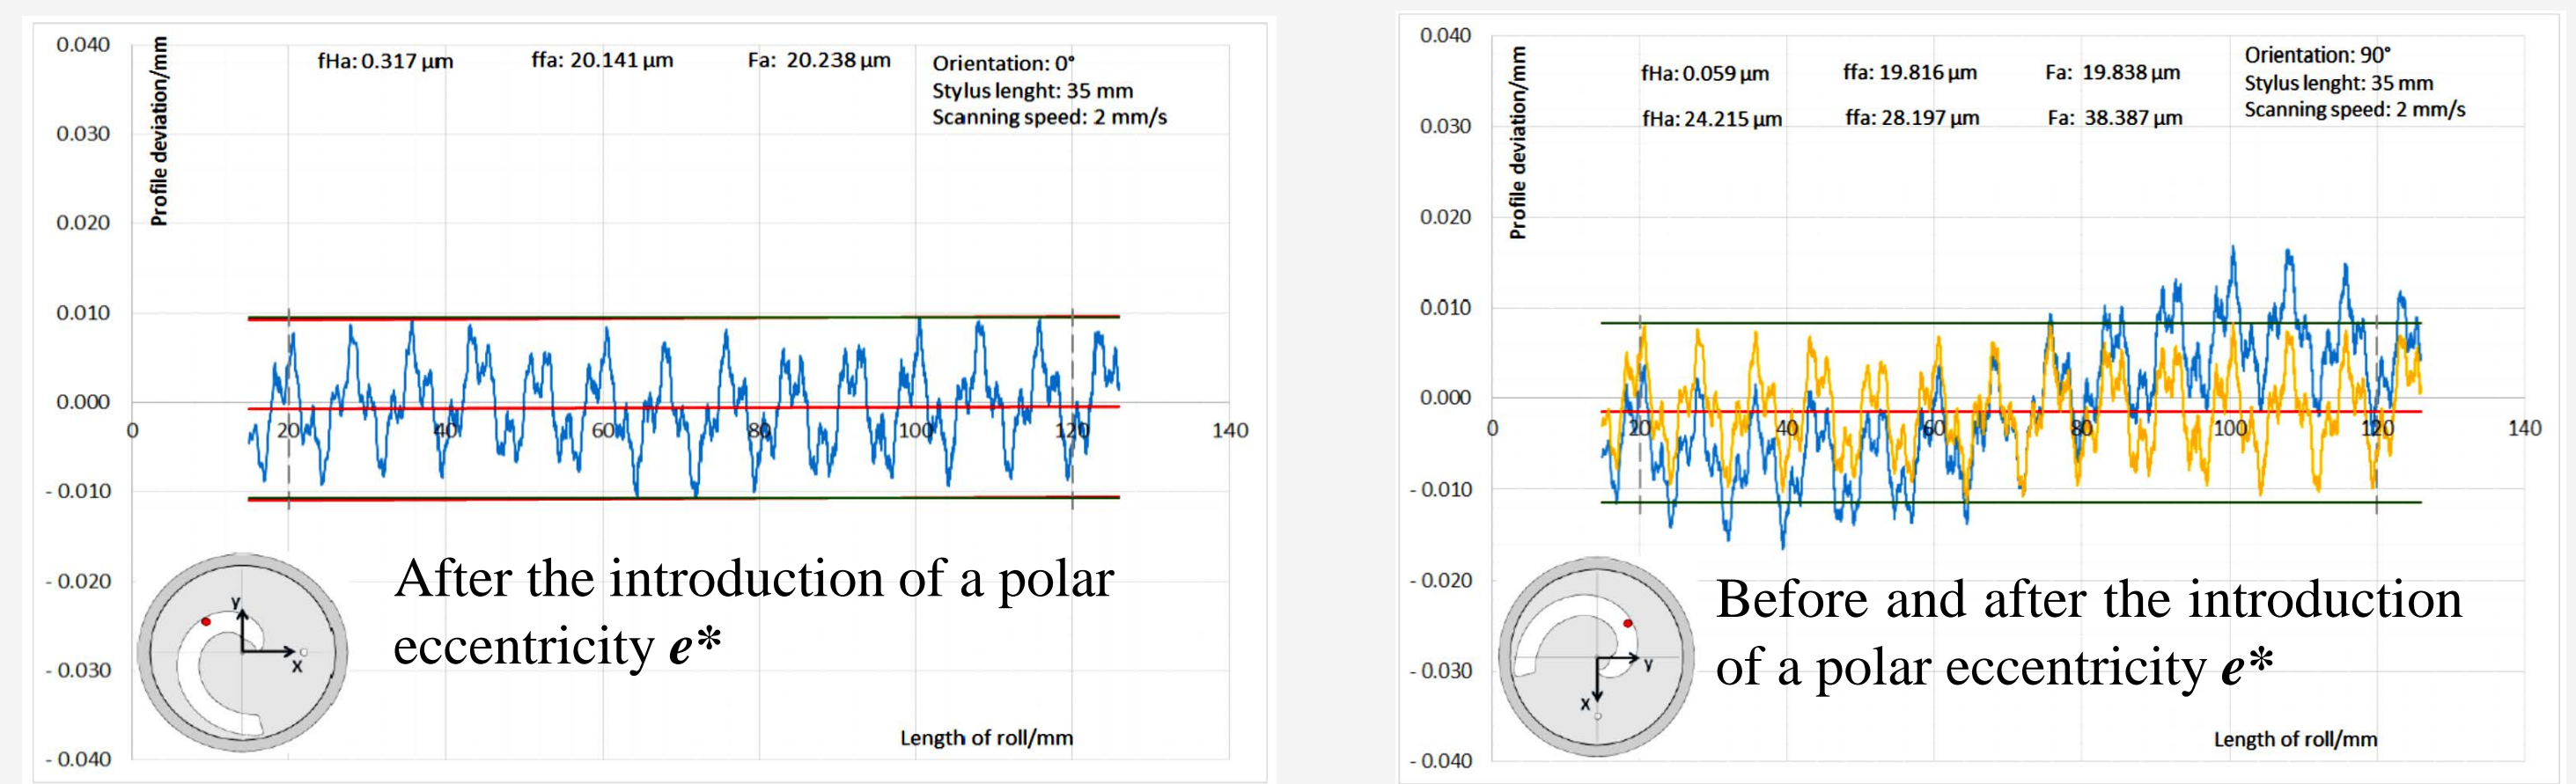 0.040
0.030
0.020
0.010
0.000
- 0.010
- 0.020
- 0.030
- 0.040
Profile deviation/mm
fHa: 0.317 µm ffa: 20.141 µm Fa: 20.238 µm
Orientation: 0°
Stylus lenght: 35 mm
Scanning speed: 2 mm/s
0 20 40 60 80 100 120 140
y
x
After the introduction of a polar
eccentricity e*
Length of roll/mm
0.040
0.030
0.020
0.010
0.000
- 0.010
- 0.020
- 0.030
- 0.040
Profile deviation/mm
fHa: 0.059 µm ffa: 19.816 µm Fa: 19.838 µm
fHa: 24.215 µm ffa: 28.197 µm Fa: 38.387 µm
Orientation: 90°
Stylus lenght: 35 mm
Scanning speed: 2 mm/s
0 20 40 60 80 100 120 140
y
x
Before and after the introduction
of a polar eccentricity e*
Length of roll/mm